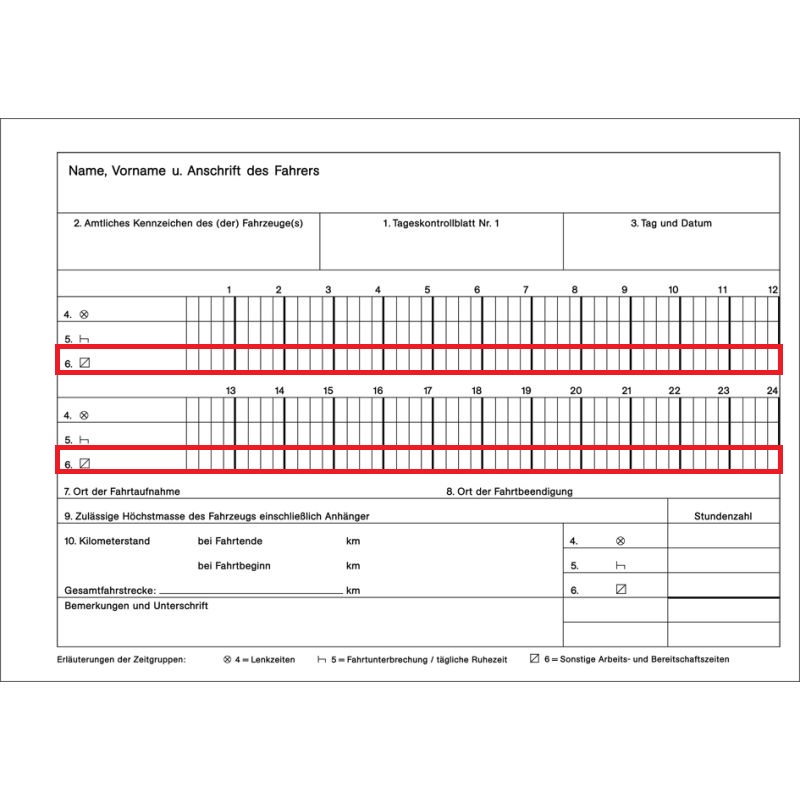 Name, Vorname u. Anschrift des Fahrers
2. Amtliches Kennzeichen des (der) Fahrzeuge(s) 1. Tageskontrollblatt Nr. 1 3. Tag und Datum
1 2 3 4 5 6 7 8 9 10 11 12
4. ⊗
5.
6.
13 14 15 16 17 18 19 20 21 22 23 24
4. ⊗
5.
6.
7. Ort der Fahrtaufnahme 8. Ort der Fahrtbeendigung
9. Zulässige Höchstmasse des Fahrzeugs einschließlich Anhänger Stundenzahl
10. Kilometerstand bei Fahrtende km 4. ⊗
bei Fahrtbeginn km 5.
Gesamtfahrstrecke: km 6.
Bemerkungen und Unterschrift
Erläuterungen der Zeitgruppen: ⊗ 4 = Lenkzeiten 5 = Fahrtunterbrechung / tägliche Ruhezeit 6 = Sonstige Arbeits- und Bereitschaftszeiten